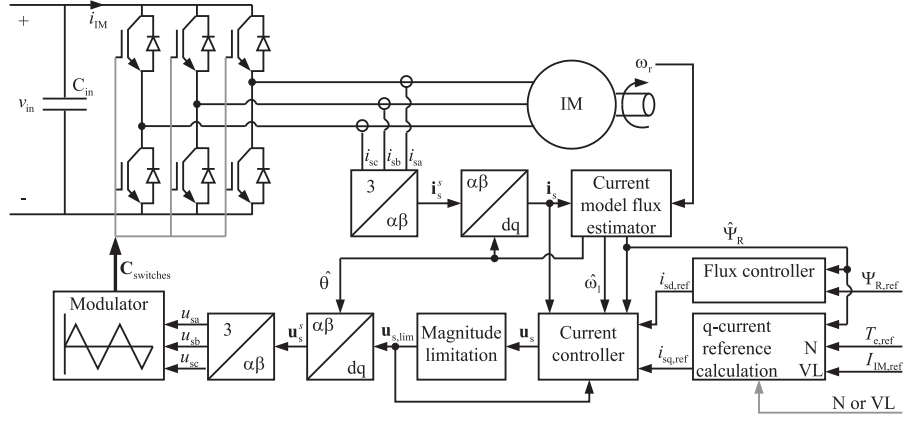 +
i_IM
C_in
v_in
-
IM
ω_r
i_sc
i_sb
i_sa
3
αβ
i_s^s
αβ
dq
i_s
Current
model flux
estimator
Ψ̂_R
C_switches
θ̂
ω̂_1
i_sd,ref
Flux controller
Ψ_R,ref
Modulator
u_sa
u_sb
u_sc
3
αβ
u_s^s
αβ
dq
u_s,lim
Magnitude
limitation
u_s
Current
controller
i_sq,ref
q-current
reference
calculation
N
VL
T_e,ref
I_IM,ref
N or VL